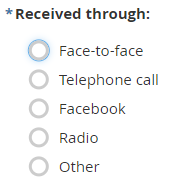 *Received through:
Face-to-face
Telephone call
Facebook
Radio
Other